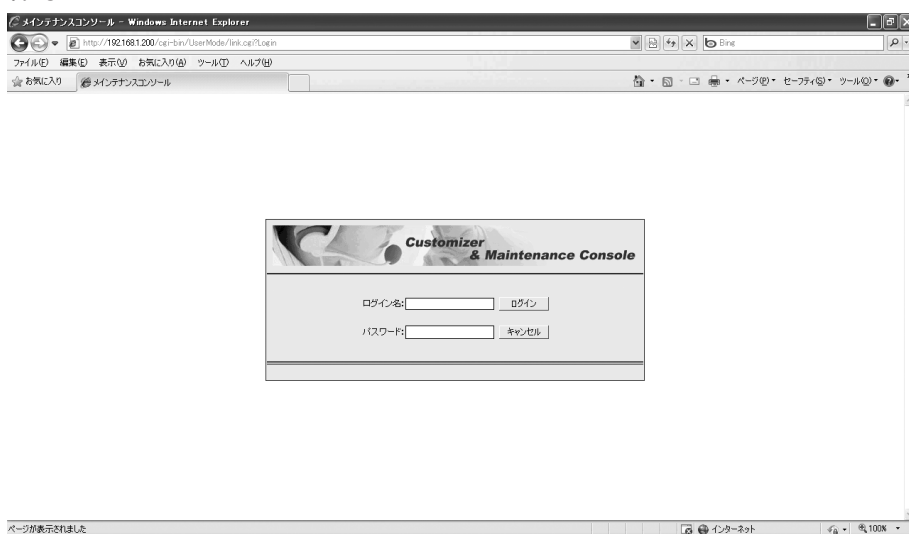 メインテナンスコンソール - Windows Internet Explorer
http://192.168.1.200/cgi-bin/UserMode/link.cgi?Login
Bing
ファイル(F) 編集(E) 表示(V) お気に入り(A) ツール(T) ヘルプ(H)
お気に入り メインテナンスコンソール ページ(P) セーフティ(S) ツール(O)
Customizer
& Maintenance Console
ログイン名: ログイン
パスワード: キャンセル
ページが表示されました インターネット 100%